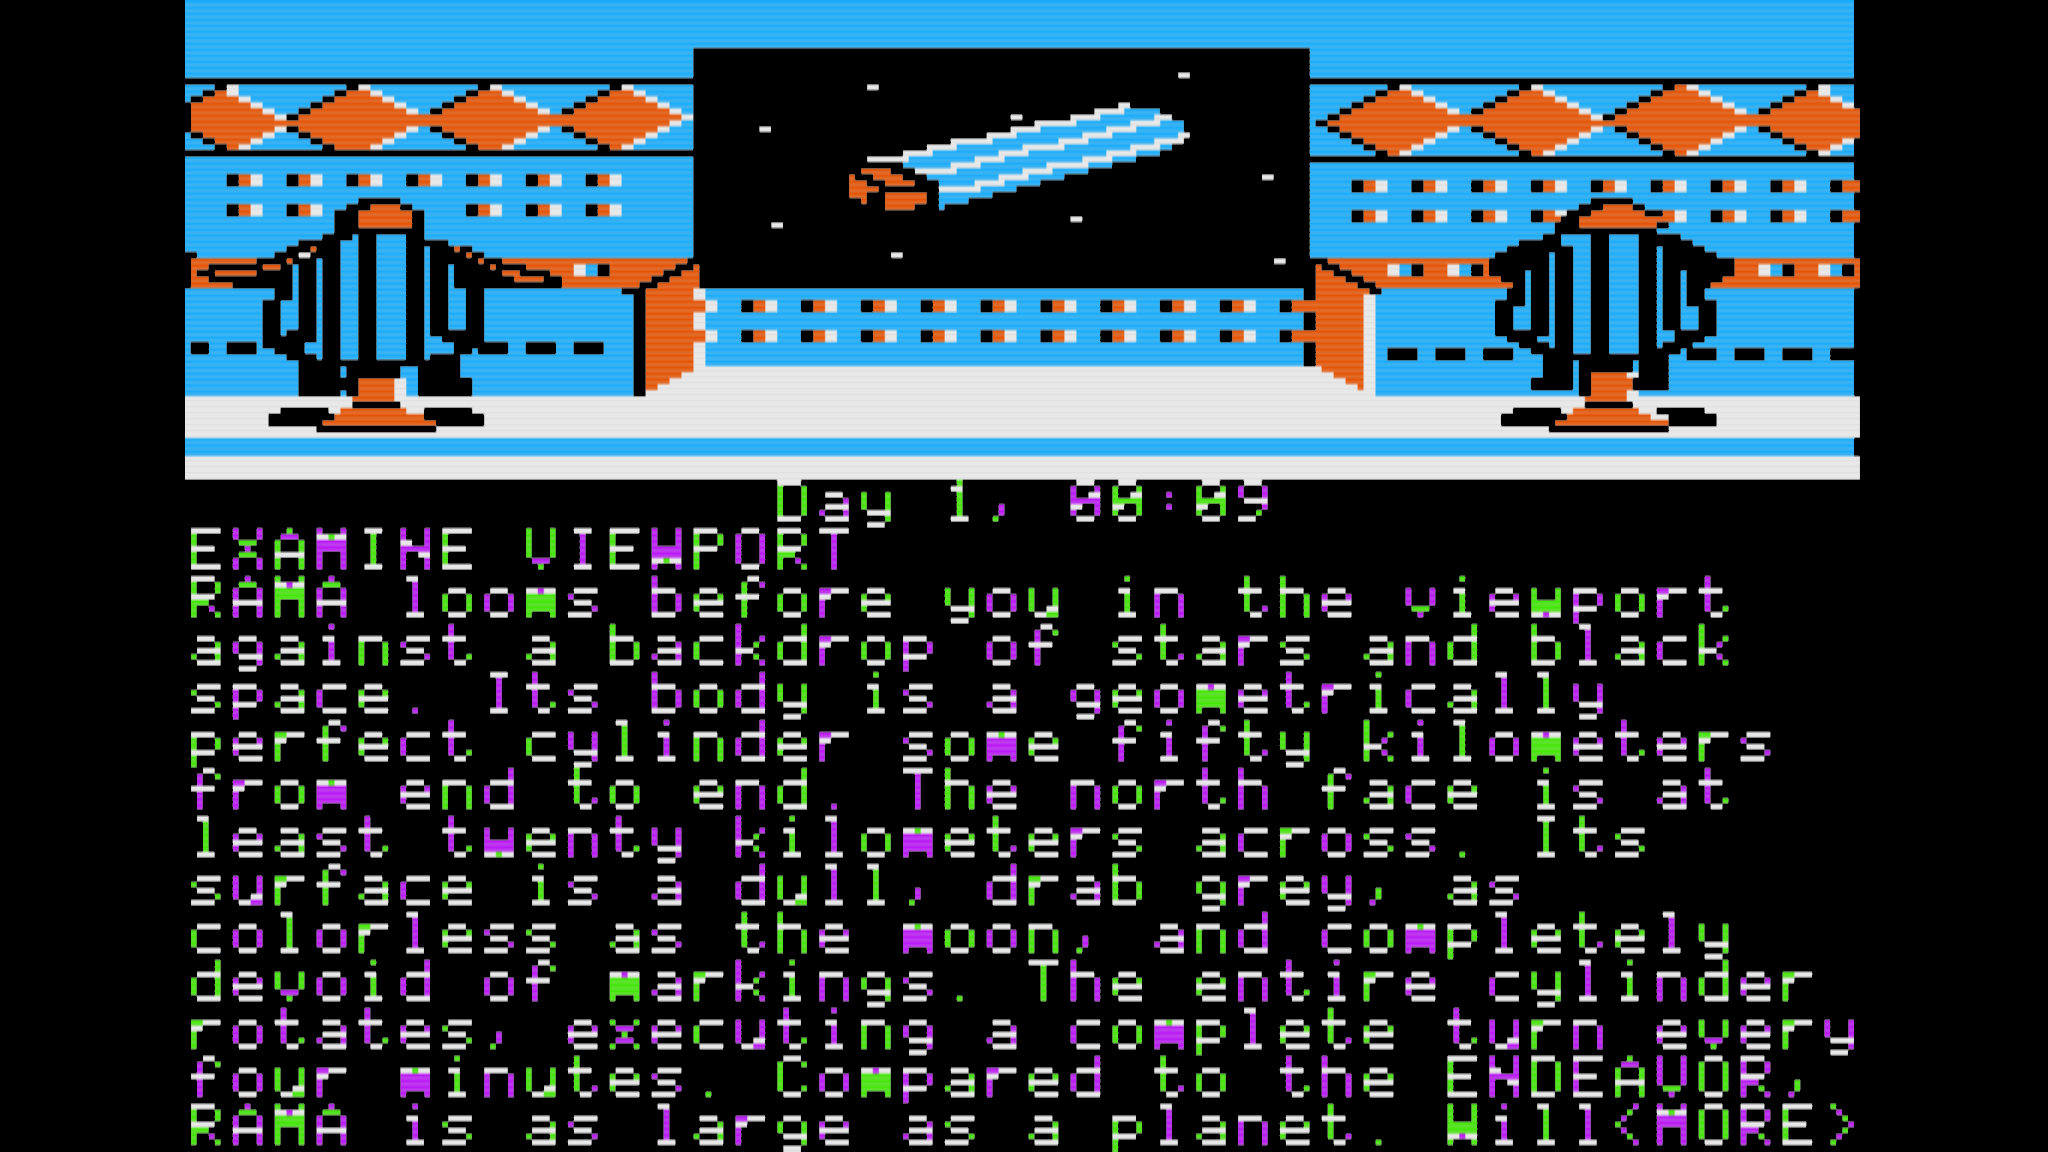 Day 1, 00:09
EXAMINE VIEWPORT
RAMA looms before you in the viewport
against a backdrop of stars and black
space. Its body is a geometrically
perfect cylinder some fifty kilometers
from end to end. The north face is at
least twenty kilometers across. Its
surface is a dull, drab grey, as
colorless as the moon, and completely
devoid of markings. The entire cylinder
rotates, executing a complete turn every
four minutes. Compared to the ENDEAVOR,
RAMA is as large as a planet. Will<MORE>